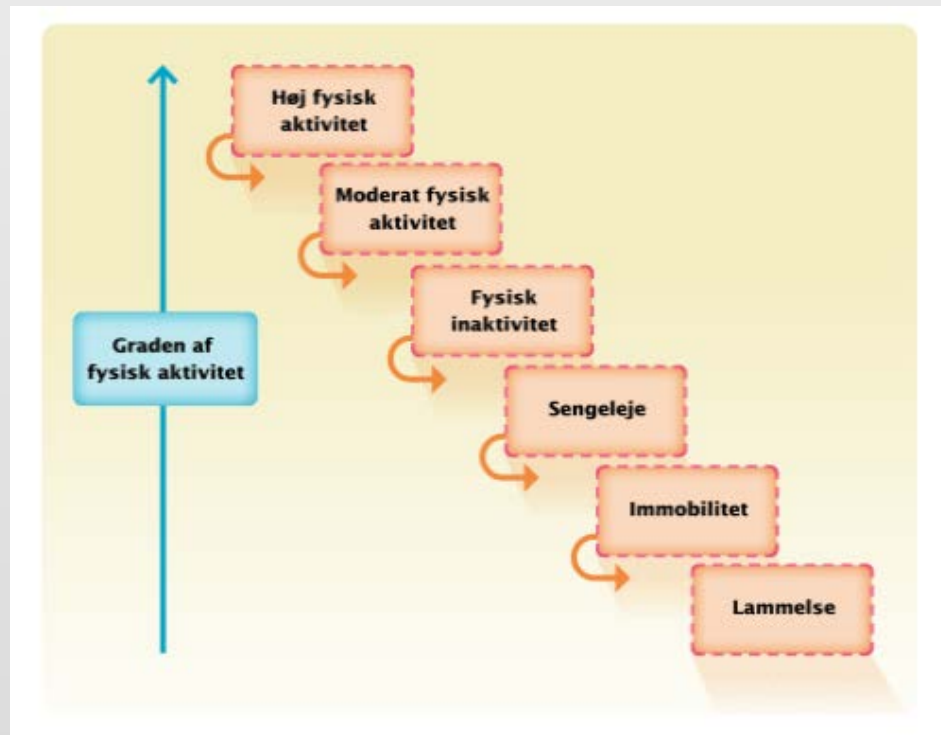 Høj fysisk
aktivitet
Moderat fysisk
aktivitet
Fysisk
inaktivitet
Graden af
fysisk aktivitet
Sengeleje
Immobilitet
Lammelse